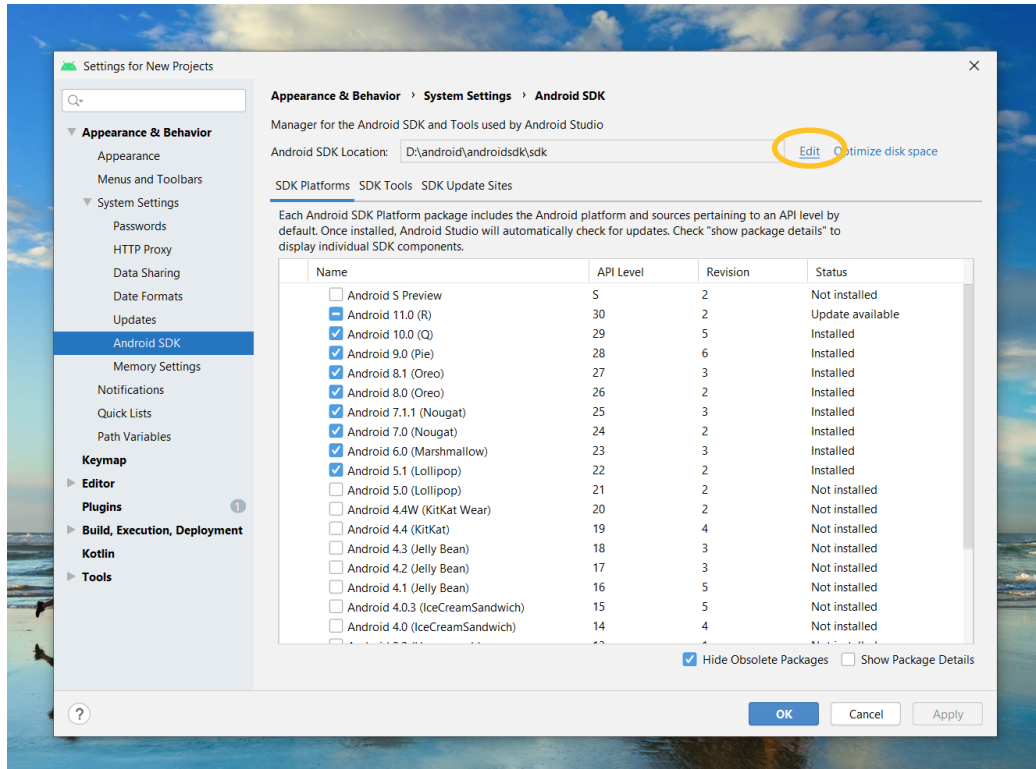 Settings for New Projects
Appearance & Behavior › System Settings › Android SDK
Manager for the Android SDK and Tools used by Android Studio
Android SDK Location: D:\android\androidsdk\sdk Edit Optimize disk space
Appearance & Behavior
Appearance
Menus and Toolbars
System Settings
Passwords
HTTP Proxy
Data Sharing
Date Formats
Updates
Android SDK
Memory Settings
Notifications
Quick Lists
Path Variables
Keymap
Editor
Plugins 1
Build, Execution, Deployment
Kotlin
Tools
SDK Platforms SDK Tools SDK Update Sites
Each Android SDK Platform package includes the Android platform and sources pertaining to an API level by
default. Once installed, Android Studio will automatically check for updates. Check "show package details" to
display individual SDK components.
Name API Level Revision Status
Android S Preview S 2 Not installed
Android 11.0 (R) 30 2 Update available
Android 10.0 (Q) 29 5 Installed
Android 9.0 (Pie) 28 6 Installed
Android 8.1 (Oreo) 27 3 Installed
Android 8.0 (Oreo) 26 2 Installed
Android 7.1.1 (Nougat) 25 3 Installed
Android 7.0 (Nougat) 24 2 Installed
Android 6.0 (Marshmallow) 23 3 Installed
Android 5.1 (Lollipop) 22 2 Installed
Android 5.0 (Lollipop) 21 2 Not installed
Android 4.4W (KitKat Wear) 20 2 Not installed
Android 4.4 (KitKat) 19 4 Not installed
Android 4.3 (Jelly Bean) 18 3 Not installed
Android 4.2 (Jelly Bean) 17 3 Not installed
Android 4.1 (Jelly Bean) 16 5 Not installed
Android 4.0.3 (IceCreamSandwich) 15 5 Not installed
Android 4.0 (IceCreamSandwich) 14 4 Not installed
Hide Obsolete Packages Show Package Details
? OK Cancel Apply